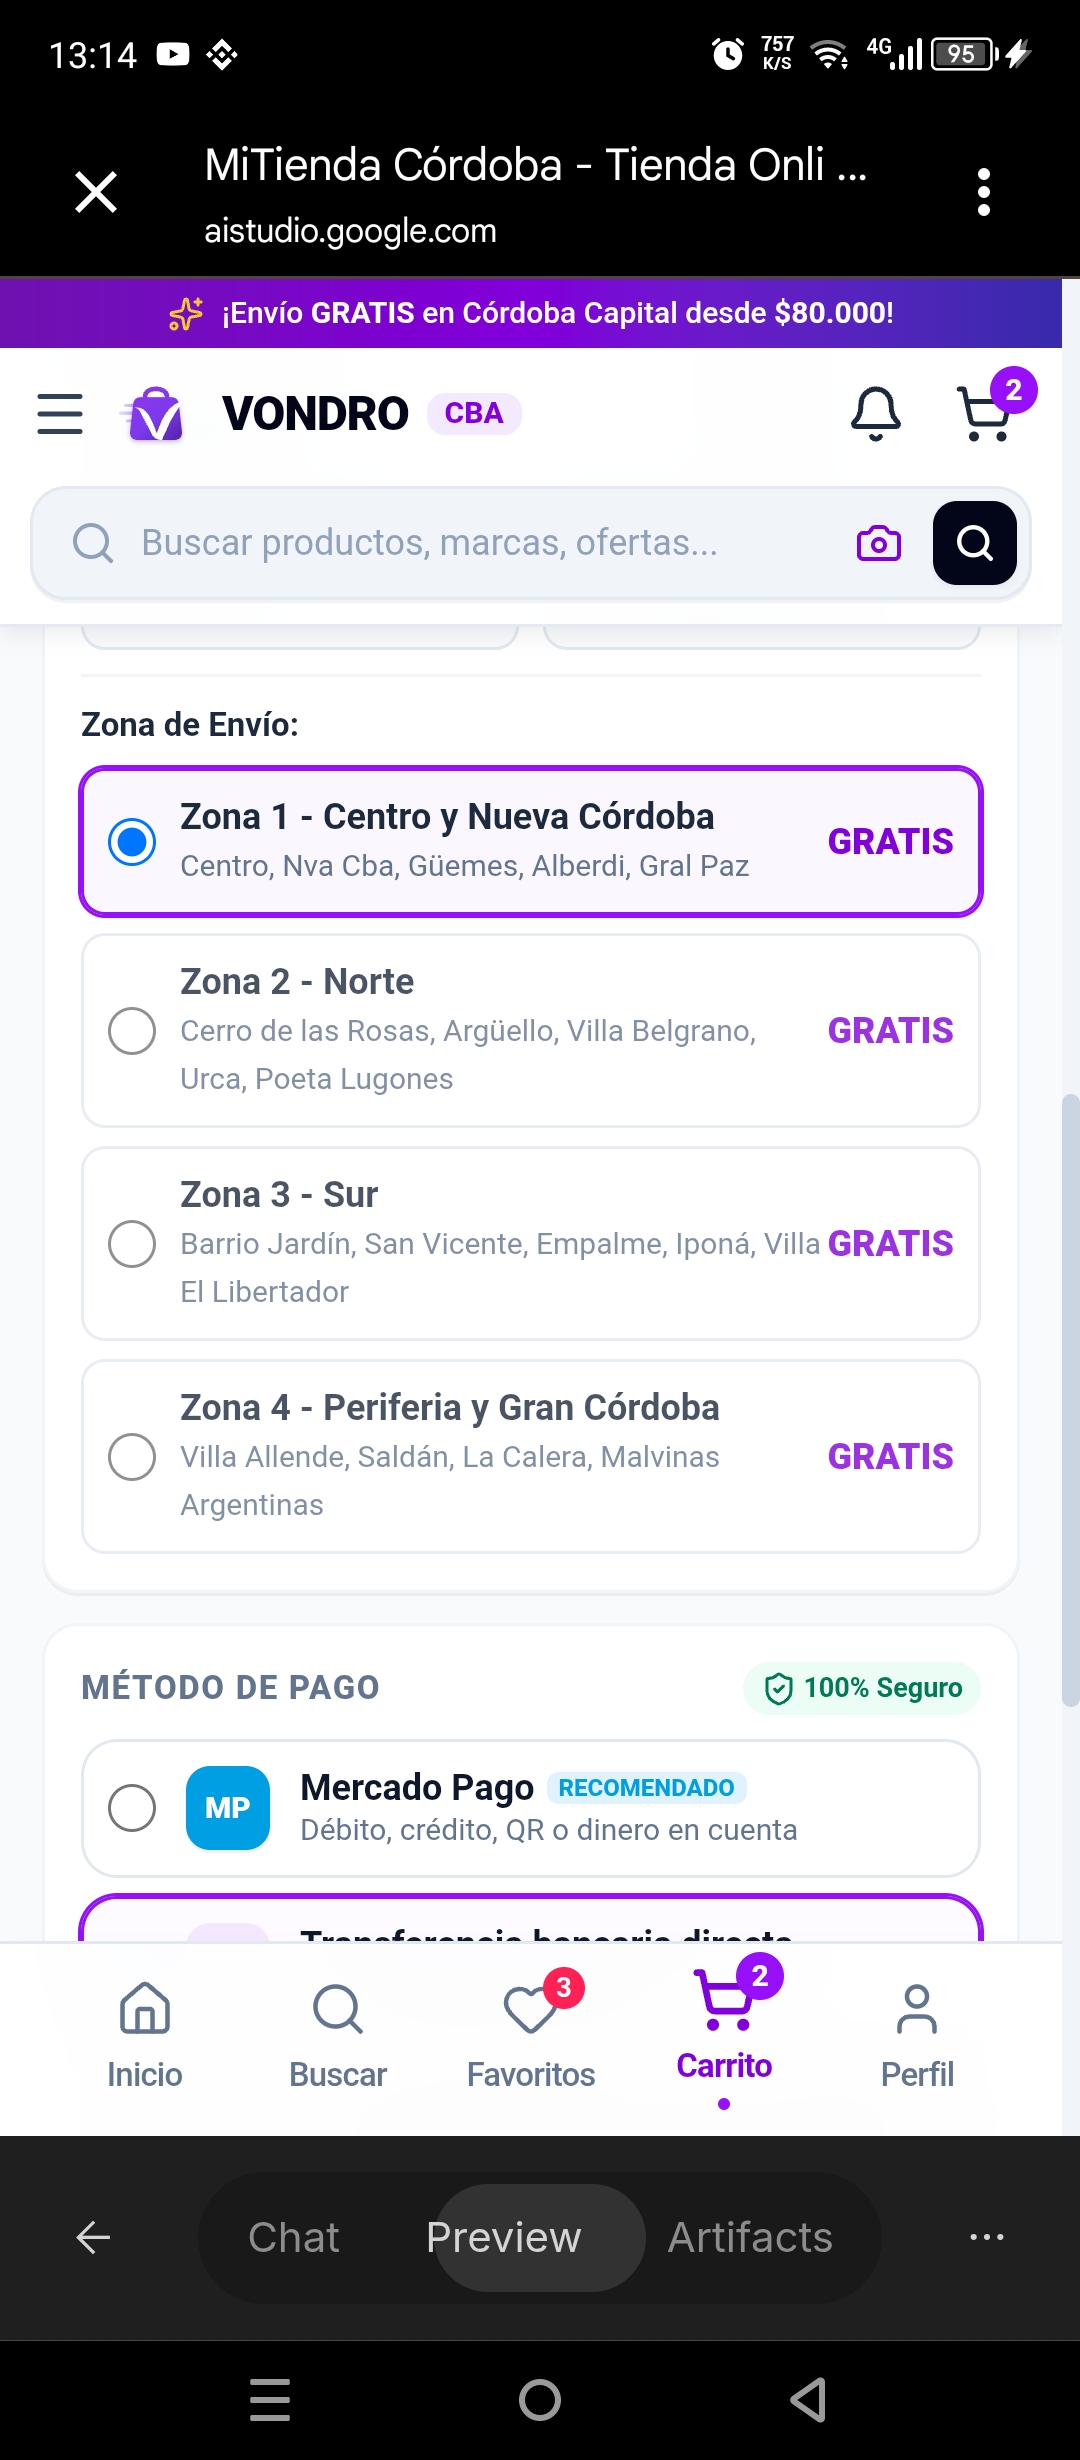 13:14
757
K/S
4G
95
MiTienda Córdoba - Tienda Onli ...
aistudio.google.com
¡Envío GRATIS en Córdoba Capital desde $80.000!
VONDRO CBA
2
Buscar productos, marcas, ofertas...
Zona de Envío:
Zona 1 - Centro y Nueva Córdoba
Centro, Nva Cba, Güemes, Alberdi, Gral Paz
GRATIS
Zona 2 - Norte
Cerro de las Rosas, Argüello, Villa Belgrano,
Urca, Poeta Lugones
GRATIS
Zona 3 - Sur
Barrio Jardín, San Vicente, Empalme, Iponá, Villa
El Libertador
GRATIS
Zona 4 - Periferia y Gran Córdoba
Villa Allende, Saldán, La Calera, Malvinas
Argentinas
GRATIS
MÉTODO DE PAGO
100% Seguro
MP
Mercado Pago RECOMENDADO
Débito, crédito, QR o dinero en cuenta
Transferencia bancaria directa
3
2
Inicio
Buscar
Favoritos
Carrito
Perfil
Chat
Preview
Artifacts